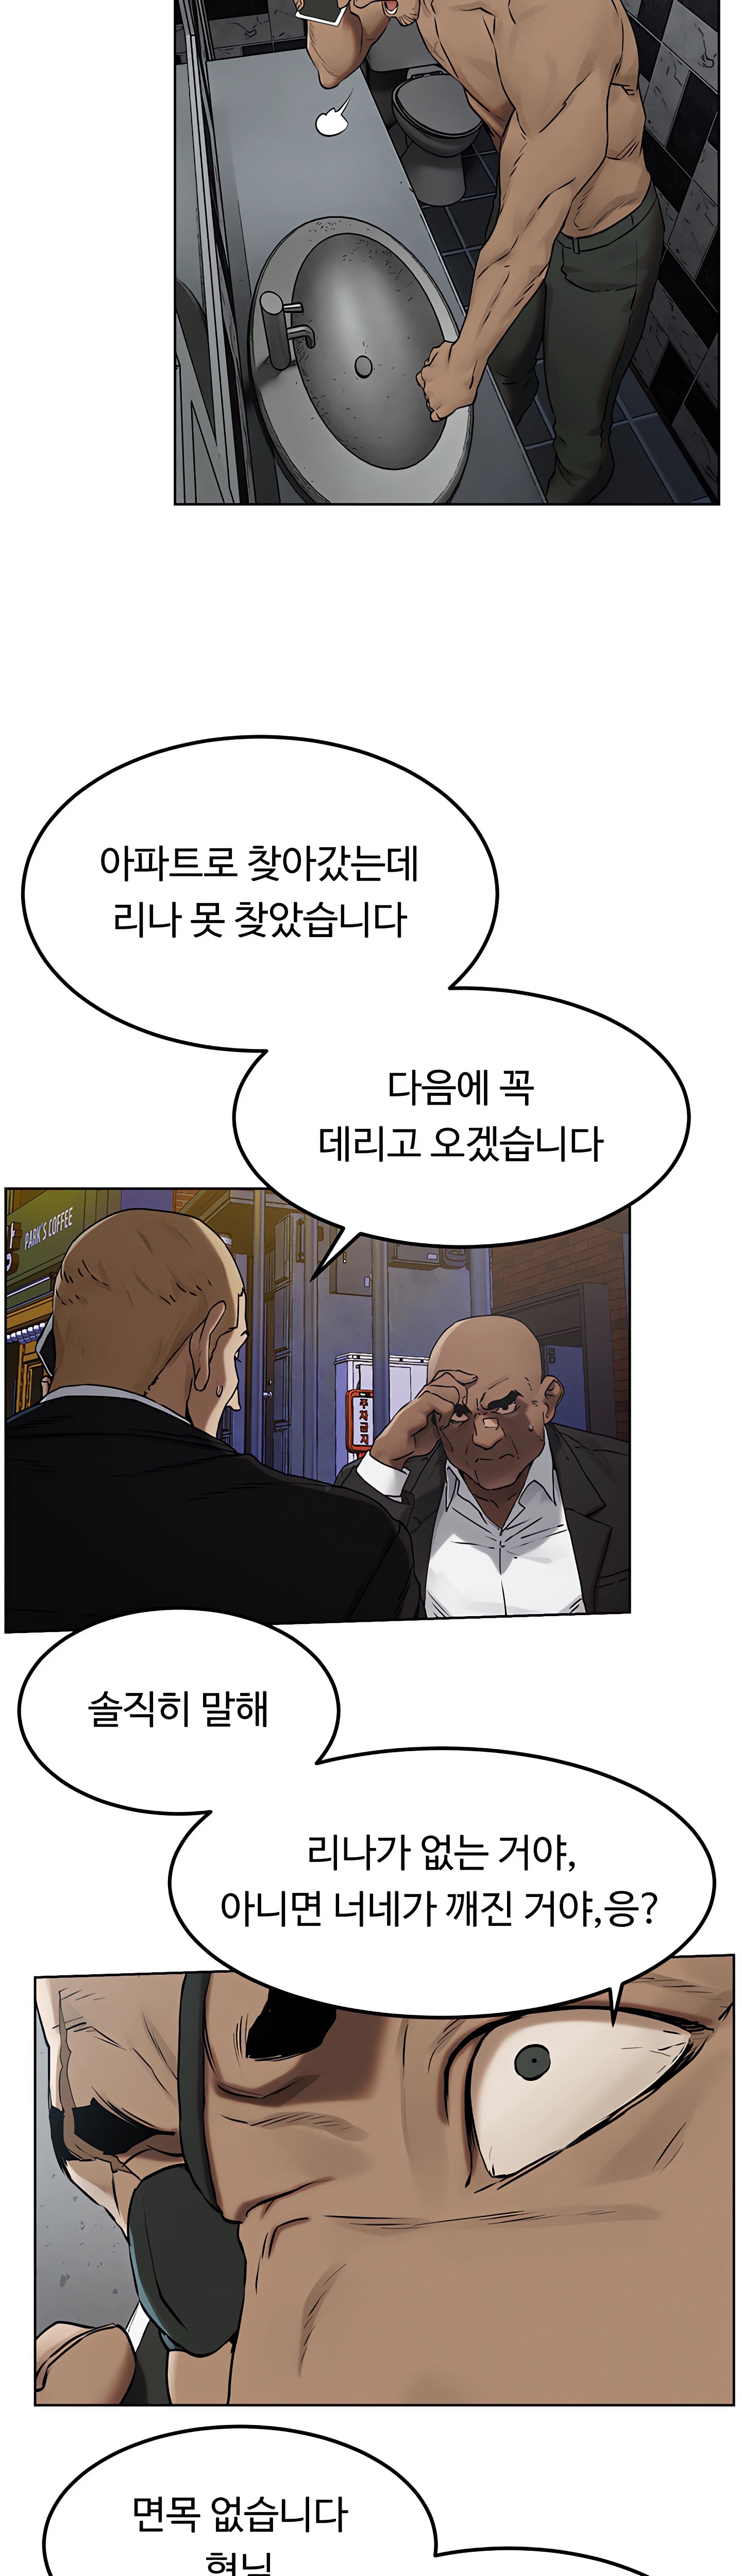 아파트로 찾아갔는데
리나 못 찾았습니다
다음에 꼭
데리고 오겠습니다
PARK'S COFFEE
주차금지
솔직히 말해
리나가 없는 거야,
아니면 너네가 깨진 거야,응?
면목 없습니다
형님